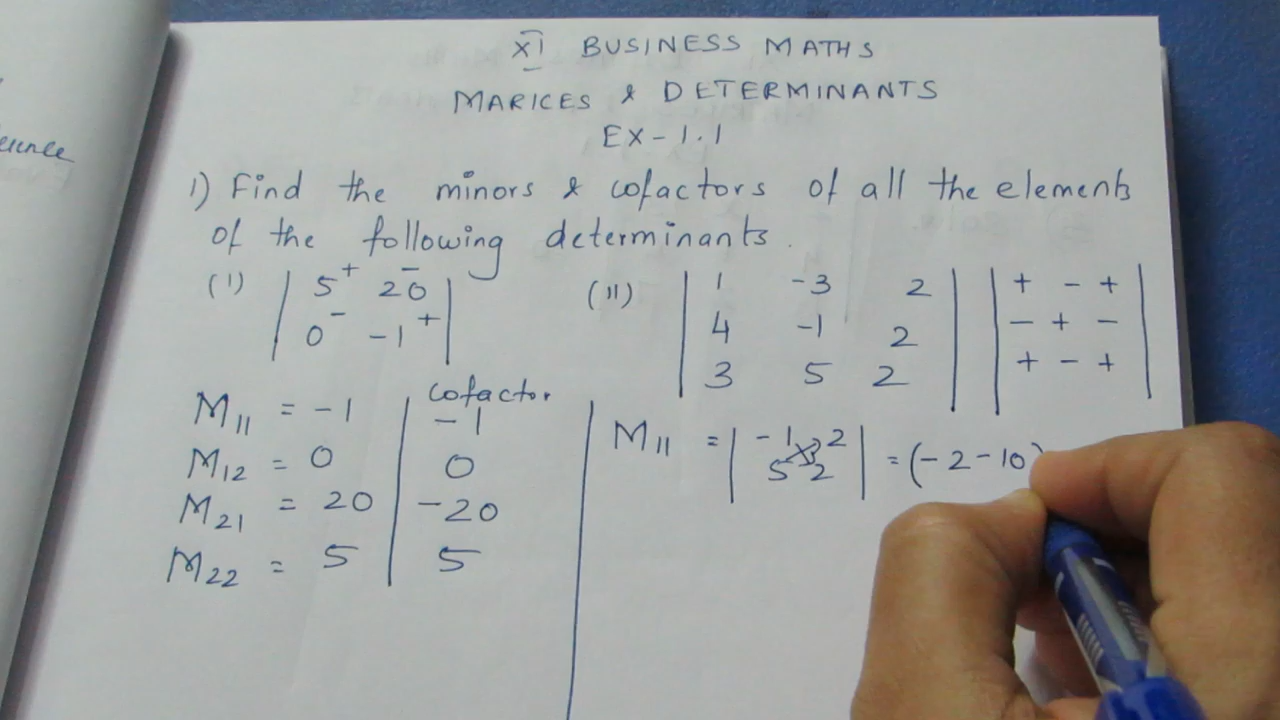 XI BUSINESS MATHS
MARICES & DETERMINANTS
EX-1.1
1) Find the minors & cofactors of all the elements
of the following determinants.
(i) | 5+ 20- |
| 0- -1+ |
(ii) | 1 -3 2 | | + - + |
| 4 -1 2 | | - + - |
| 3 5 2 | | + - + |
cofactor
M11 = -1 | -1
M12 = 0 | 0
M21 = 20 | -20
M22 = 5 | 5
M11 = | -1 2 | = (-2-10)
| 5 2 |